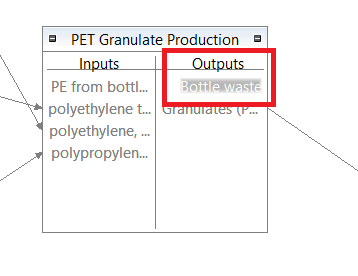 PET Granulate Production
Inputs
Outputs
PE from bottl...
Bottle waste
polyethylene t...
Granulates (P...
polyethylene, ...
polypropylen...